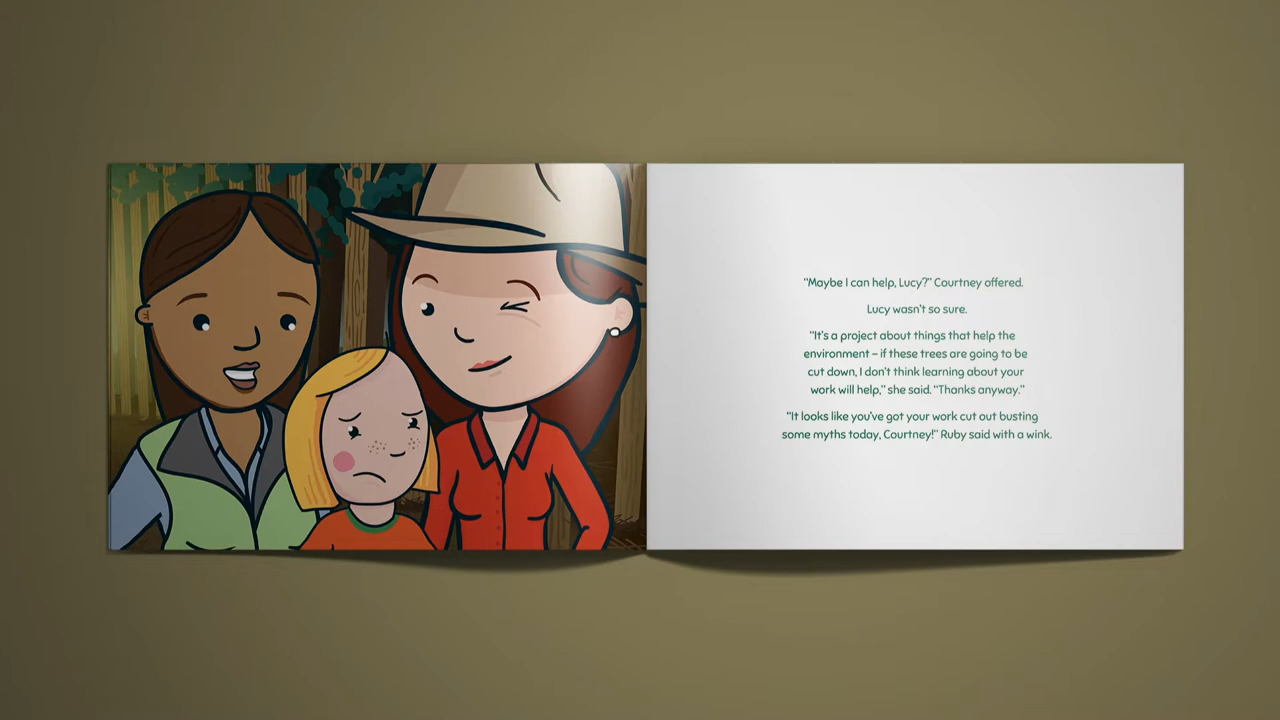 "Maybe I can help, Lucy?" Courtney offered.
Lucy wasn't so sure.
"It's a project about things that help the
environment – if these trees are going to be
cut down, I don't think learning about your
work will help," she said. "Thanks anyway."
"It looks like you've got your work cut out busting
some myths today, Courtney!" Ruby said with a wink.